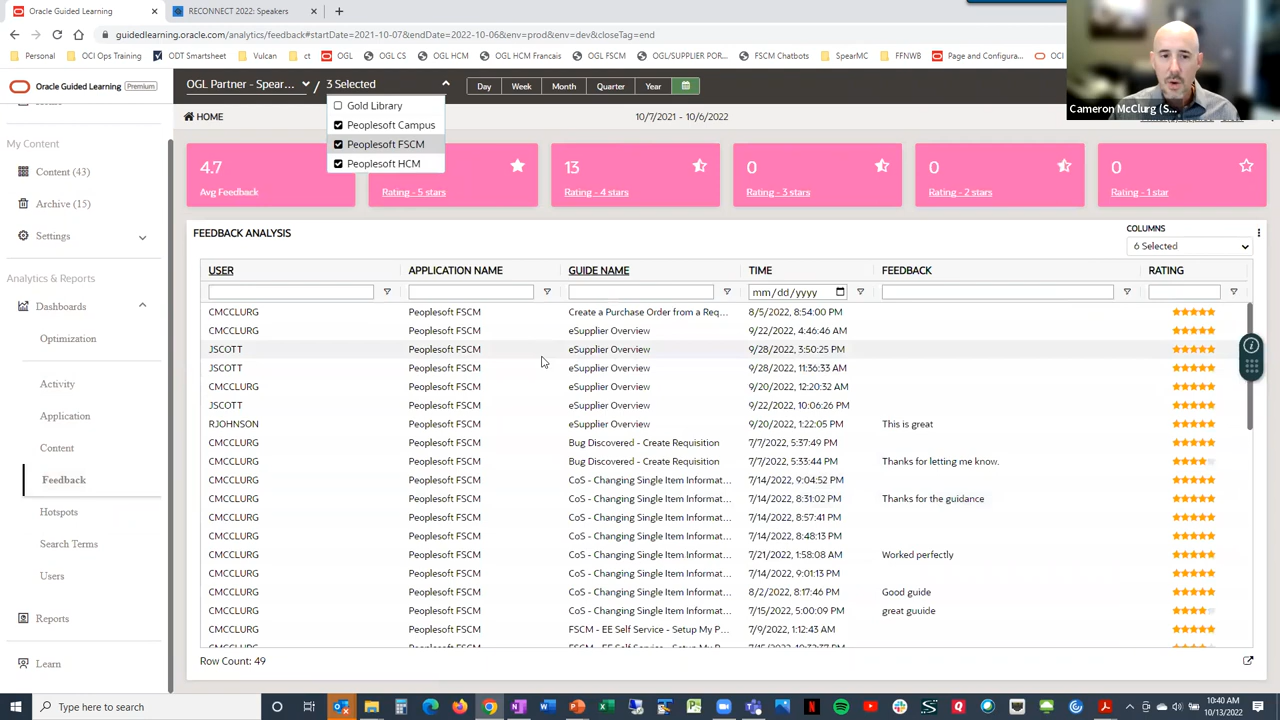 Oracle Guided Learning
RECONNECT 2022: Speakers
guidedlearning.oracle.com/analytics/feedback#startDate=2021-10-07&endDate=2022-10-06&env=prod&env=dev&closeTag=end
Personal
OCI Ops Training
ODT Smartsheet
Vulcan
ct
OGL
OGL HCM
OGL HCM Francais
OGL/SUPPLIER POR...
FSCM Chatbots
SpearMC
FFNWB
Page and Configura...
OCI
Cameron McClurg (S...
Oracle Guided Learning Premium
OGL Partner - Spear...
/ 3 Selected
Day
Week
Month
Quarter
Year
Gold Library
Peoplesoft Campus
Peoplesoft FSCM
Peoplesoft HCM
HOME
10/7/2021 - 10/6/2022
My Content
Content (43)
Archive (15)
Settings
Analytics & Reports
Dashboards
Optimization
Activity
Application
Content
Feedback
Hotspots
Search Terms
Users
Reports
Learn
4.7
Avg Feedback
Rating - 5 stars
13
Rating - 4 stars
0
Rating - 3 stars
0
Rating - 2 stars
0
Rating - 1 star
FEEDBACK ANALYSIS
COLUMNS
6 Selected
USER APPLICATION NAME GUIDE NAME TIME FEEDBACK RATING
mm/dd/yyyy
CMCCLURG Peoplesoft FSCM Create a Purchase Order from a Req... 8/5/2022, 8:54:00 PM
CMCCLURG Peoplesoft FSCM eSupplier Overview 9/22/2022, 4:46:46 AM
JSCOTT Peoplesoft FSCM eSupplier Overview 9/28/2022, 3:50:25 PM
JSCOTT Peoplesoft FSCM eSupplier Overview 9/28/2022, 11:36:33 AM
CMCCLURG Peoplesoft FSCM eSupplier Overview 9/20/2022, 12:20:32 AM
JSCOTT Peoplesoft FSCM eSupplier Overview 9/22/2022, 10:06:26 PM
RJOHNSON Peoplesoft FSCM eSupplier Overview 9/20/2022, 1:22:05 PM This is great
CMCCLURG Peoplesoft FSCM Bug Discovered - Create Requisition 7/7/2022, 5:37:49 PM
CMCCLURG Peoplesoft FSCM Bug Discovered - Create Requisition 7/7/2022, 5:33:44 PM Thanks for letting me know.
CMCCLURG Peoplesoft FSCM CoS - Changing Single Item Informat... 7/14/2022, 9:04:52 PM
CMCCLURG Peoplesoft FSCM CoS - Changing Single Item Informat... 7/14/2022, 8:31:02 PM Thanks for the guidance
CMCCLURG Peoplesoft FSCM CoS - Changing Single Item Informat... 7/14/2022, 8:57:41 PM
CMCCLURG Peoplesoft FSCM CoS - Changing Single Item Informat... 7/14/2022, 8:48:13 PM
CMCCLURG Peoplesoft FSCM CoS - Changing Single Item Informat... 7/21/2022, 1:58:08 AM Worked perfectly
CMCCLURG Peoplesoft FSCM CoS - Changing Single Item Informat... 7/14/2022, 9:01:13 PM
CMCCLURG Peoplesoft FSCM CoS - Changing Single Item Informat... 8/2/2022, 8:17:46 PM Good guide
CMCCLURG Peoplesoft FSCM CoS - Changing Single Item Informat... 7/15/2022, 5:00:09 PM great guuide
CMCCLURG Peoplesoft FSCM FSCM - EE Self Service - Setup My P... 7/9/2022, 1:12:43 AM
Row Count: 49
Type here to search
10:40 AM
10/13/2022